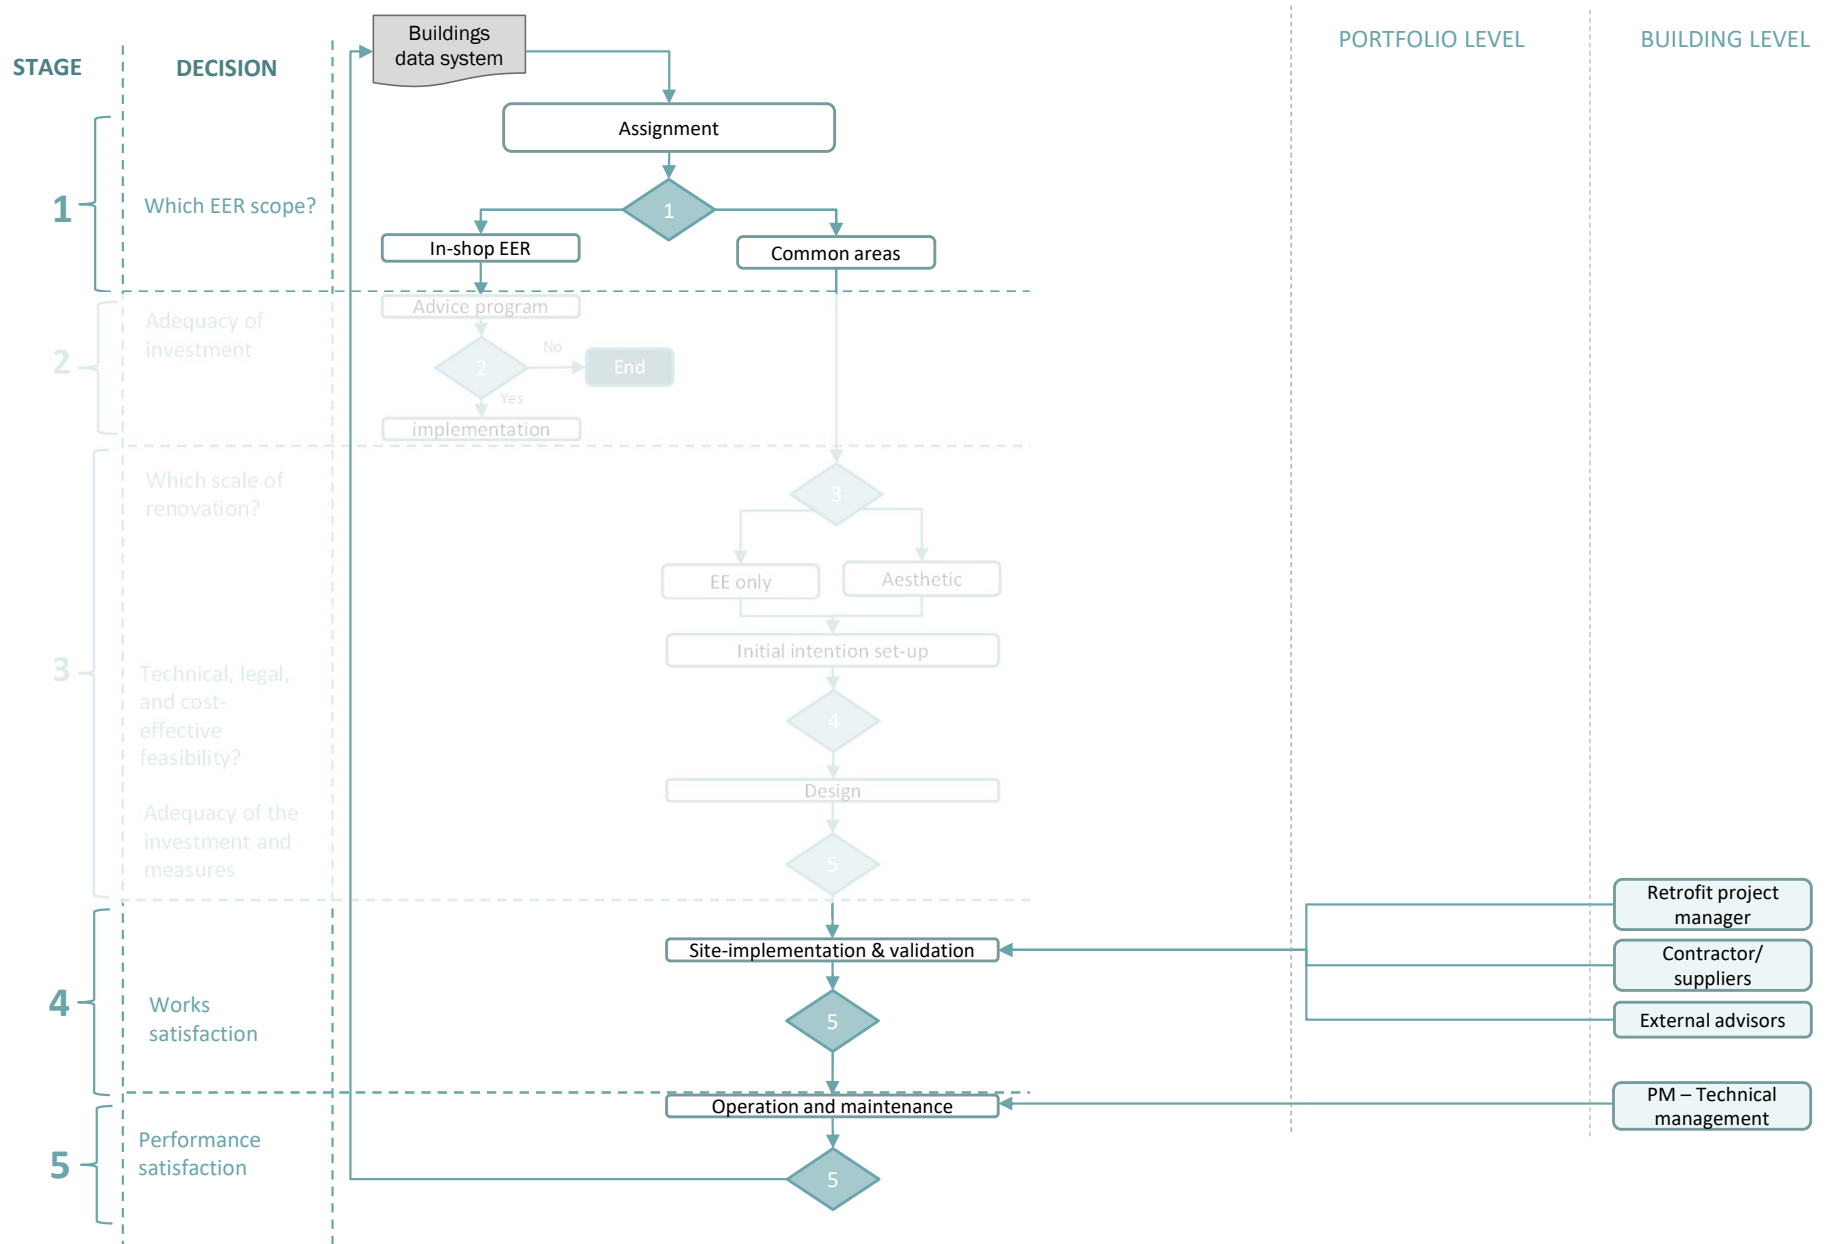 Buildings
data system
PORTFOLIO LEVEL
BUILDING LEVEL
STAGE
DECISION
Assignment
1
Which EER scope?
1
In-shop EER
Common areas
Advice program
Adequacy of
investment
2
2
No
End
Yes
implementation
Which scale of
renovation?
3
EE only
Aesthetic
Initial intention set-up
3
Technical, legal,
and cost-
effective
feasibility?
4
Design
Adequacy of the
investment and
measures
5
Retrofit project
manager
Site-implementation & validation
Contractor/
suppliers
4
Works
satisfaction
5
External advisors
Operation and maintenance
PM – Technical
management
5
Performance
satisfaction
5